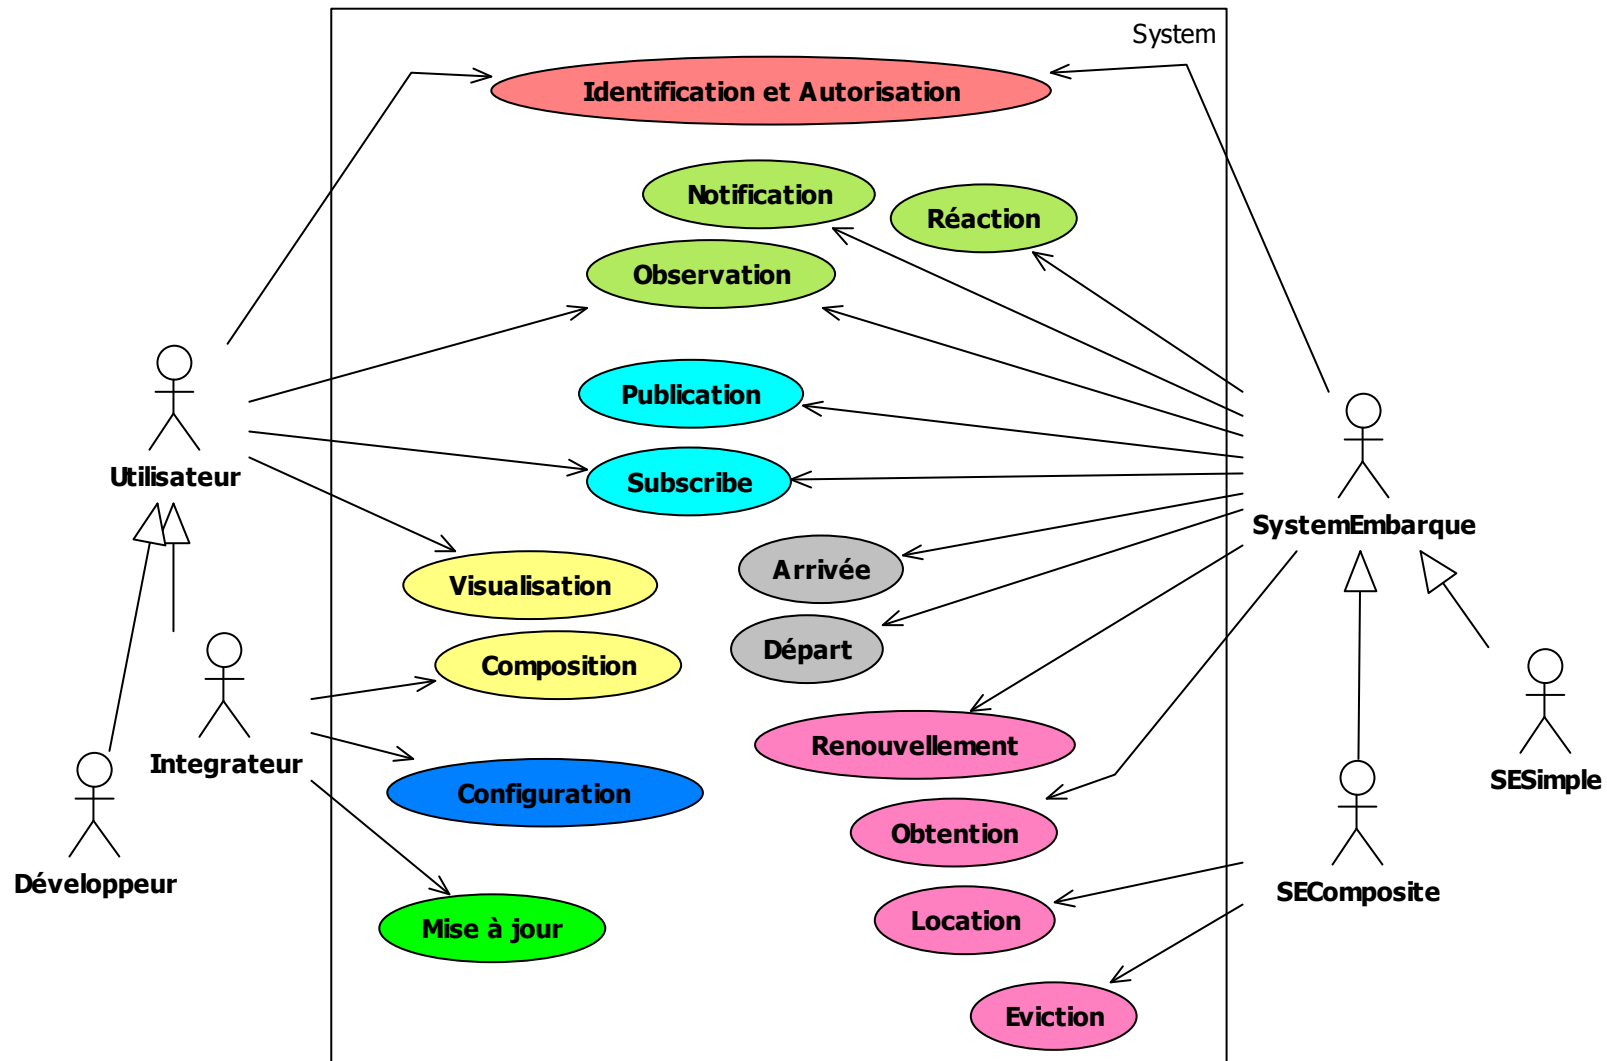 System
Identification et Autorisation
Notification
Réaction
Observation
Publication
Utilisateur
Subscribe
SystemEmbarque
Arrivée
Visualisation
Départ
Composition
Renouvellement
Integrateur
SESimple
Configuration
Obtention
Développeur
SEComposite
Location
Mise à jour
Eviction